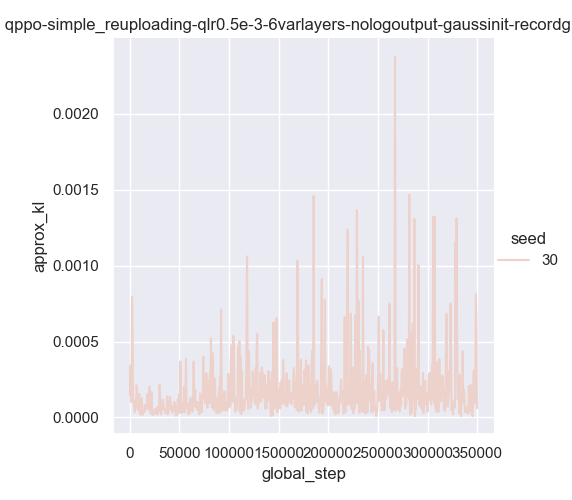 qppo-simple_reuploading-qlr0.5e-3-6varlayers-nologoutput-gaussinit-recordg
0.0020
0.0015
0.0010
0.0005
0.0000
approx_kl
seed
30
0 50000 100000 150000 200000 250000 300000 350000
global_step